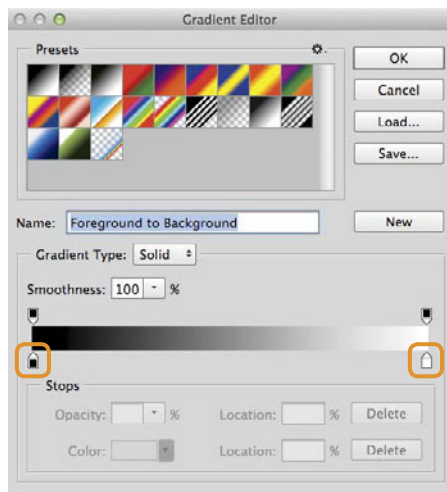 Gradient Editor
Presets
OK
Cancel
Load...
Save...
Name: Foreground to Background
New
Gradient Type: Solid
Smoothness: 100 %
Stops
Opacity: % Location: % Delete
Color: Location: % Delete